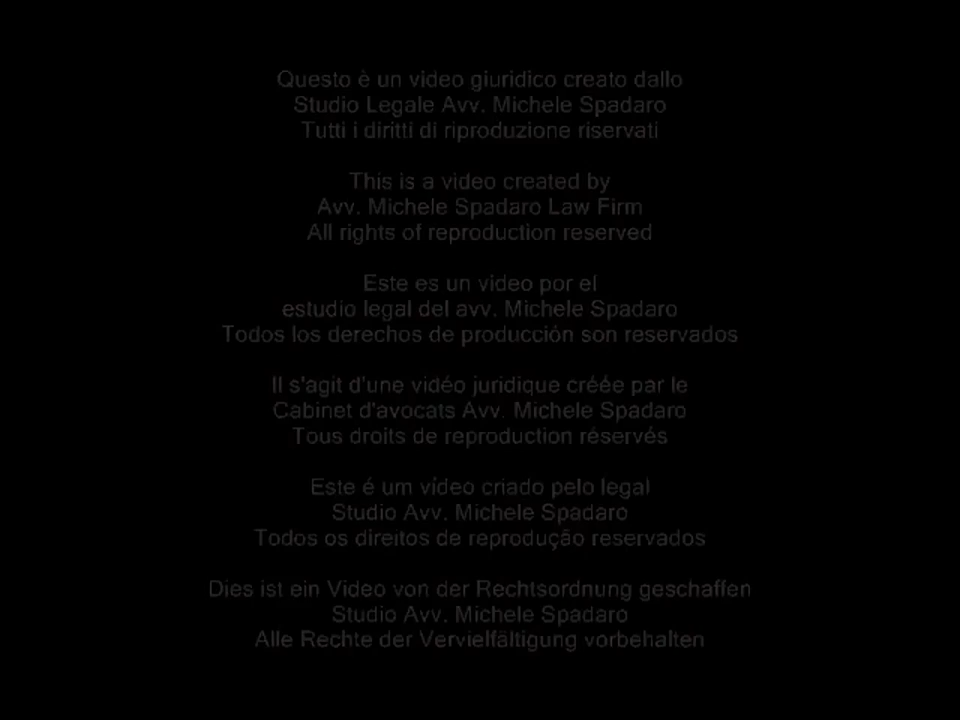 Questo è un video giuridico creato dallo
Studio Legale Avv. Michele Spadaro
Tutti i diritti di riproduzione riservati
This is a video created by
Avv. Michele Spadaro Law Firm
All rights of reproduction reserved
Este es un video por el
estudio legal del avv. Michele Spadaro
Todos los derechos de producción son reservados
Il s'agit d'une vidéo juridique créée par le
Cabinet d'avocats Avv. Michele Spadaro
Tous droits de reproduction réservés
Este é um vídeo criado pelo legal
Studio Avv. Michele Spadaro
Todos os direitos de reprodução reservados
Dies ist ein Video von der Rechtsordnung geschaffen
Studio Avv. Michele Spadaro
Alle Rechte der Vervielfältigung vorbehalten